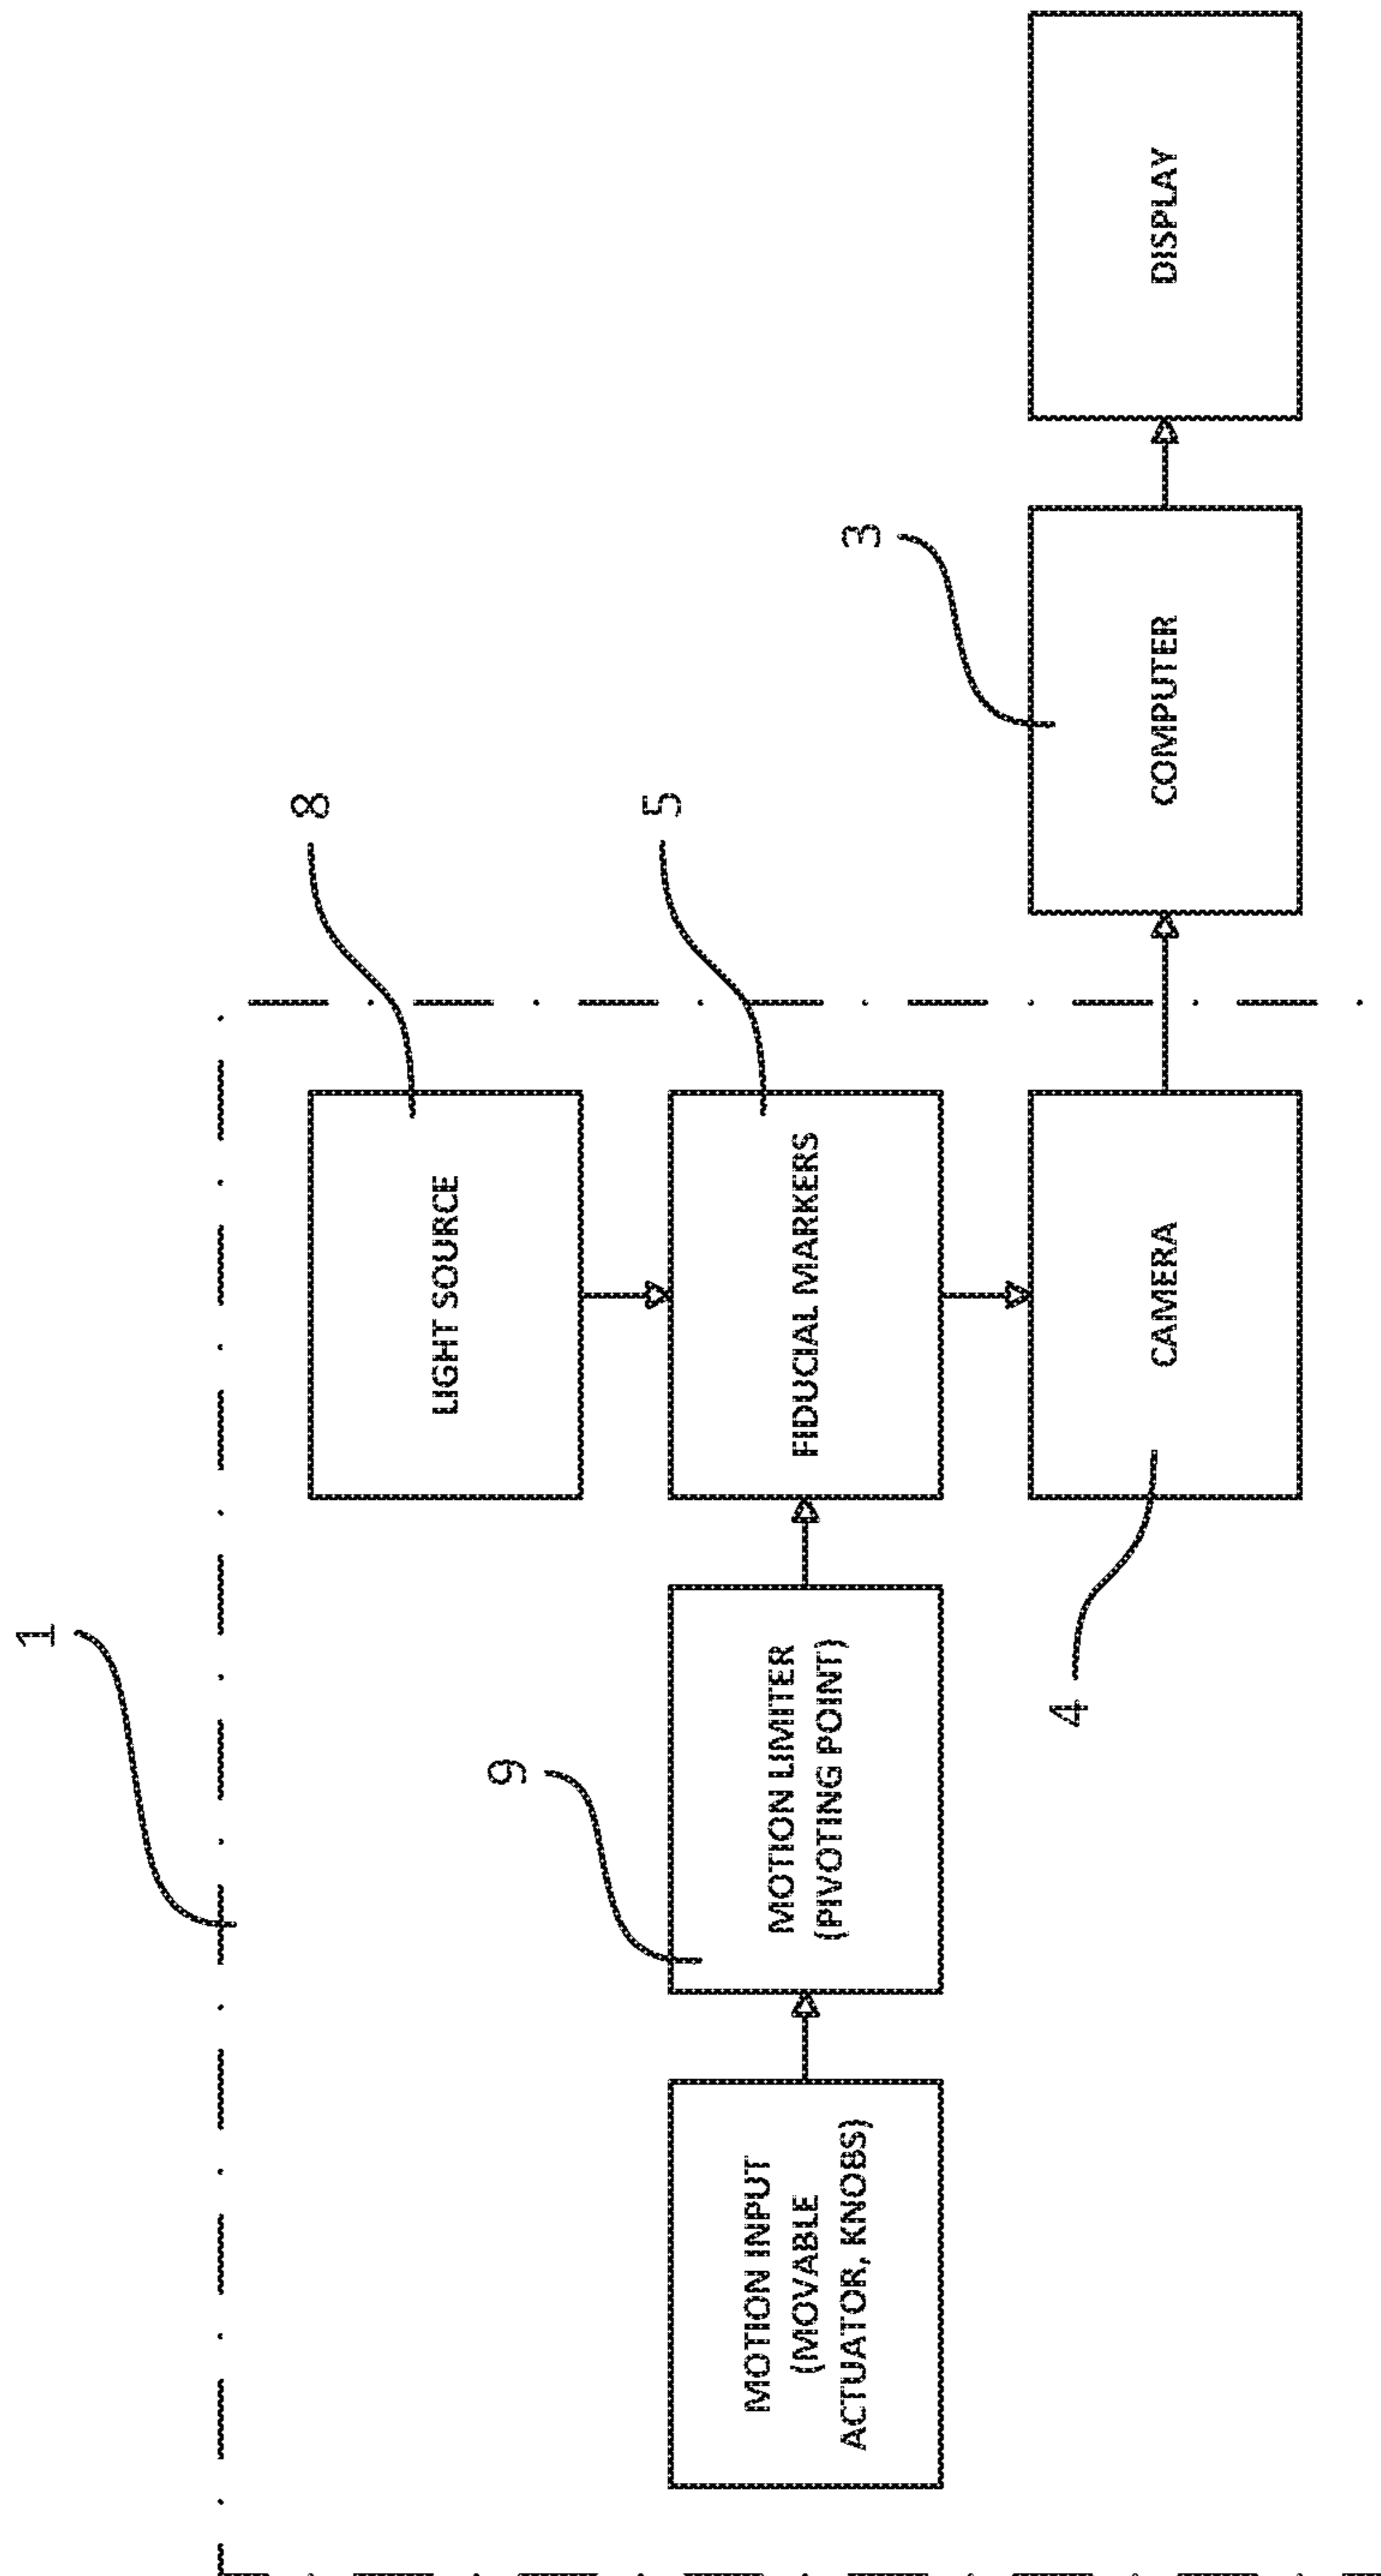 1
8
LIGHT SOURCE
9
5
MOTION INPUT
(MOVABLE
ACTUATOR, KNOBS)
MOTION LIMITER
(PIVOTING POINT)
FIDUCIAL MARKERS
3
4
CAMERA
COMPUTER
DISPLAY